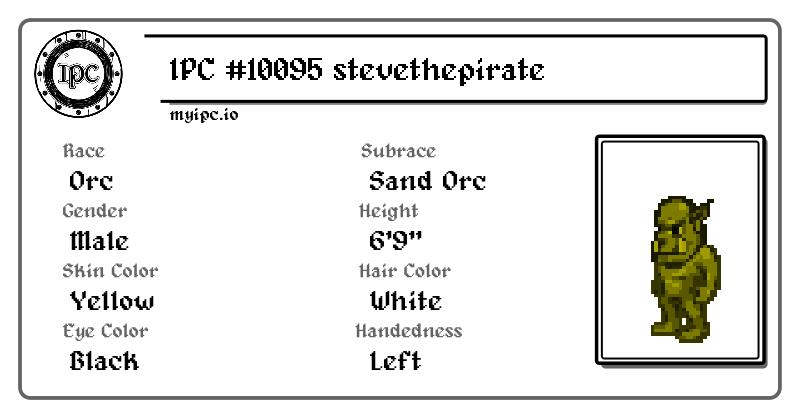 IPC
IPC #10095 stevethepirate
myipc.io
Race
Orc
Subrace
Sand Orc
Gender
Male
Height
6'9"
Skin Color
Yellow
Hair Color
White
Eye Color
Black
Handedness
Left